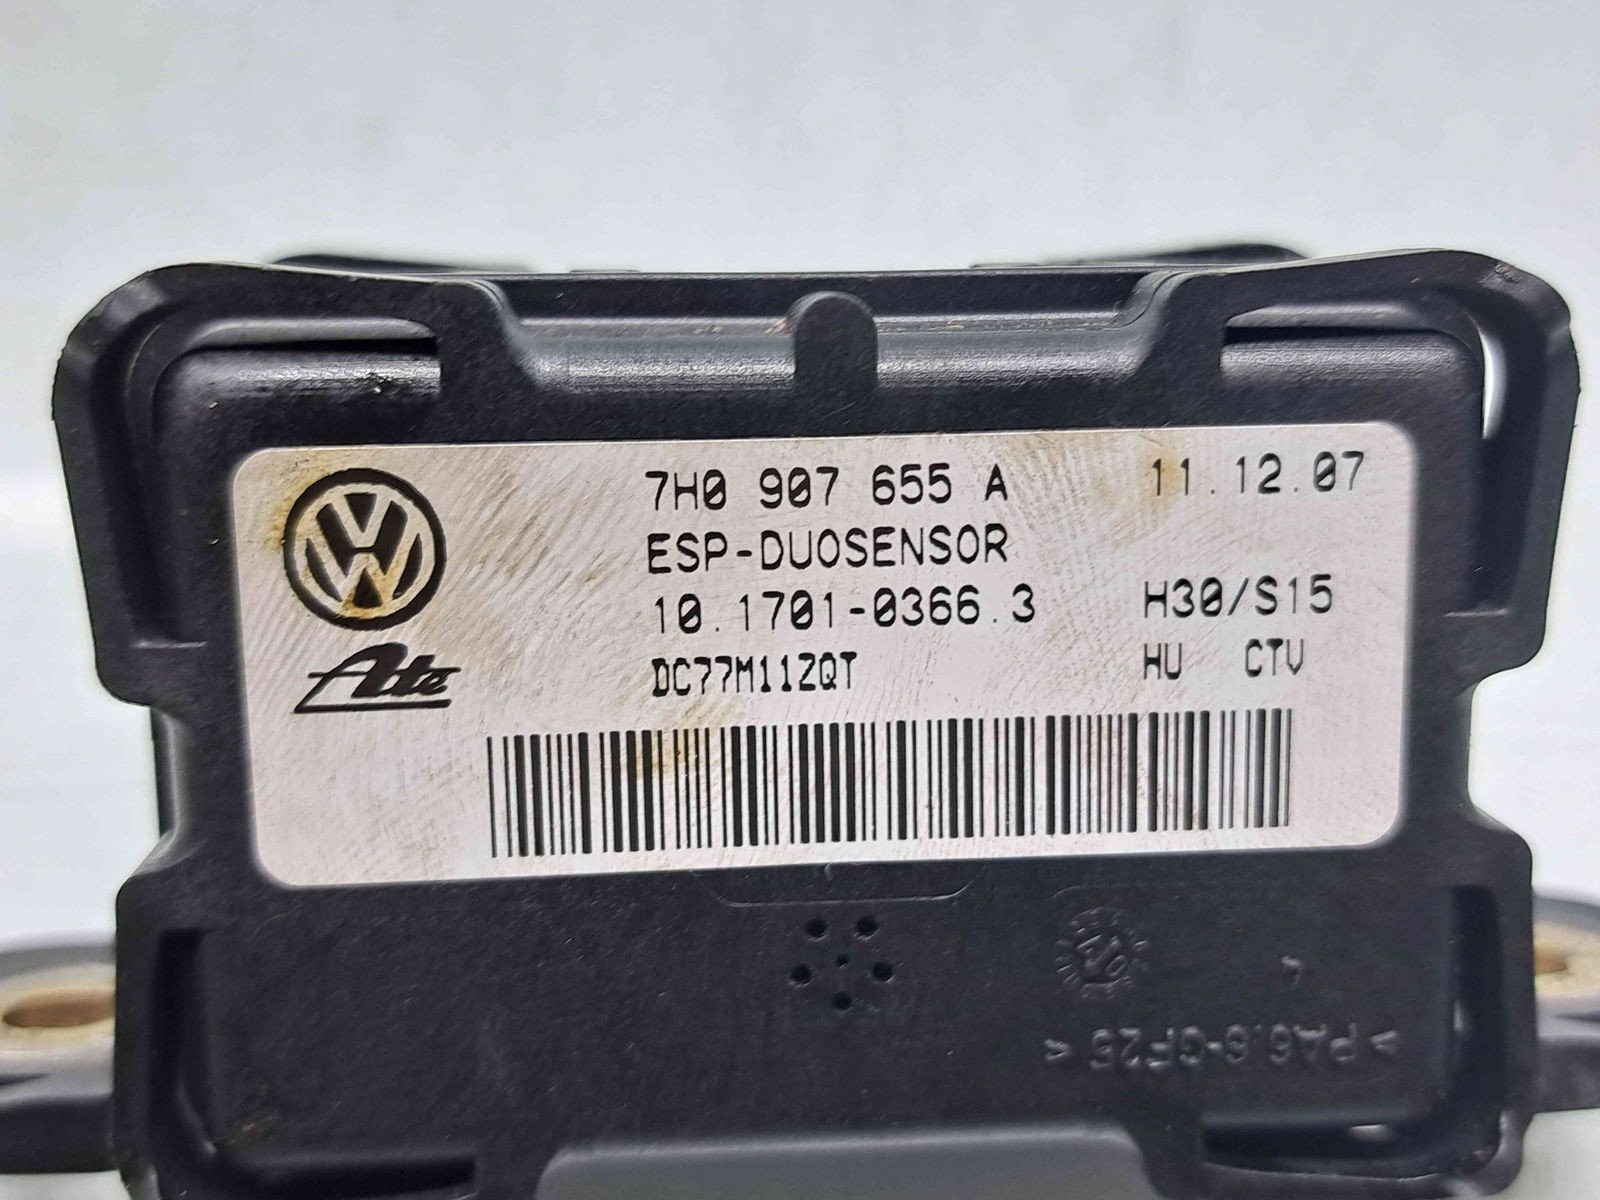 7H0 907 655 A 11.12.07
ESP-DUOSENSOR
10.1701-0366.3 H30/S15
DC77M11ZQT HU CTV
VW
Ate
>PA6.6-GF25<